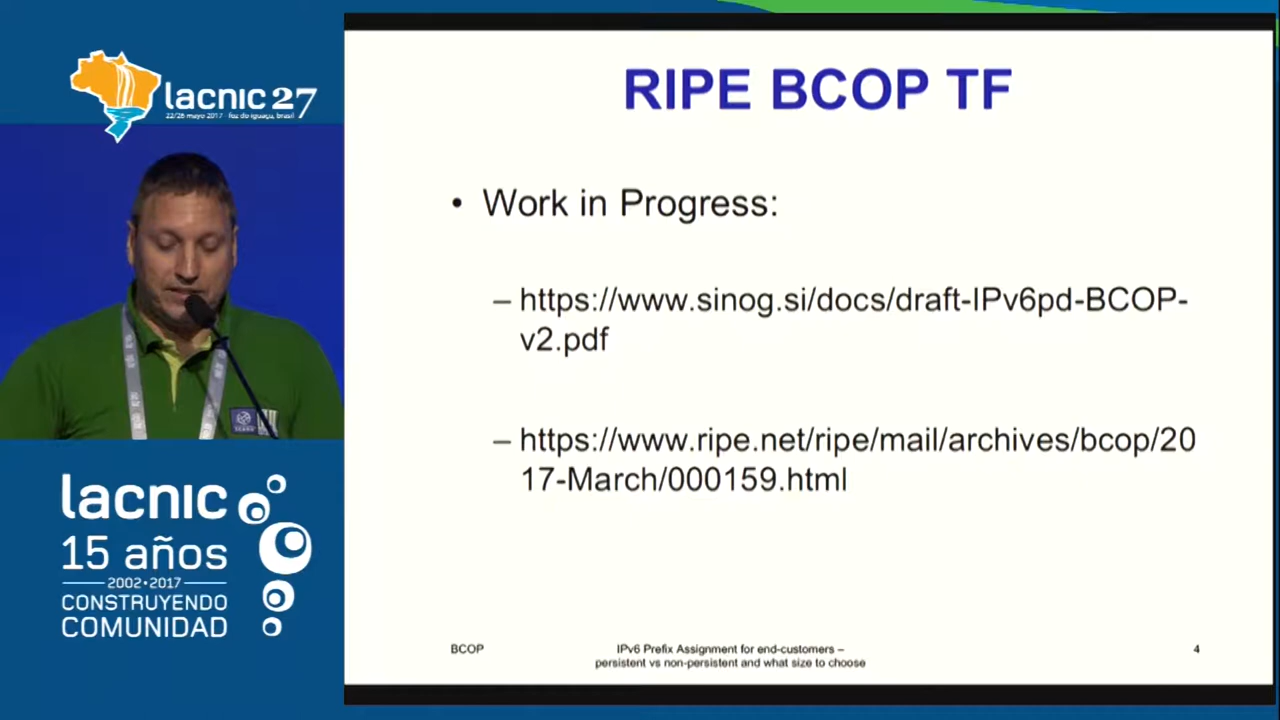 lacnic 27
22/26 mayo 2017 - foz do iguaçu, brasil
RIPE BCOP TF
• Work in Progress:
– https://www.sinog.si/docs/draft-IPv6pd-BCOP-
v2.pdf
– https://www.ripe.net/ripe/mail/archives/bcop/20
17-March/000159.html
lacnic
15 años
2002•2017
CONSTRUYENDO
COMUNIDAD
BCOP
IPv6 Prefix Assignment for end-customers –
persistent vs non-persistent and what size to choose
4